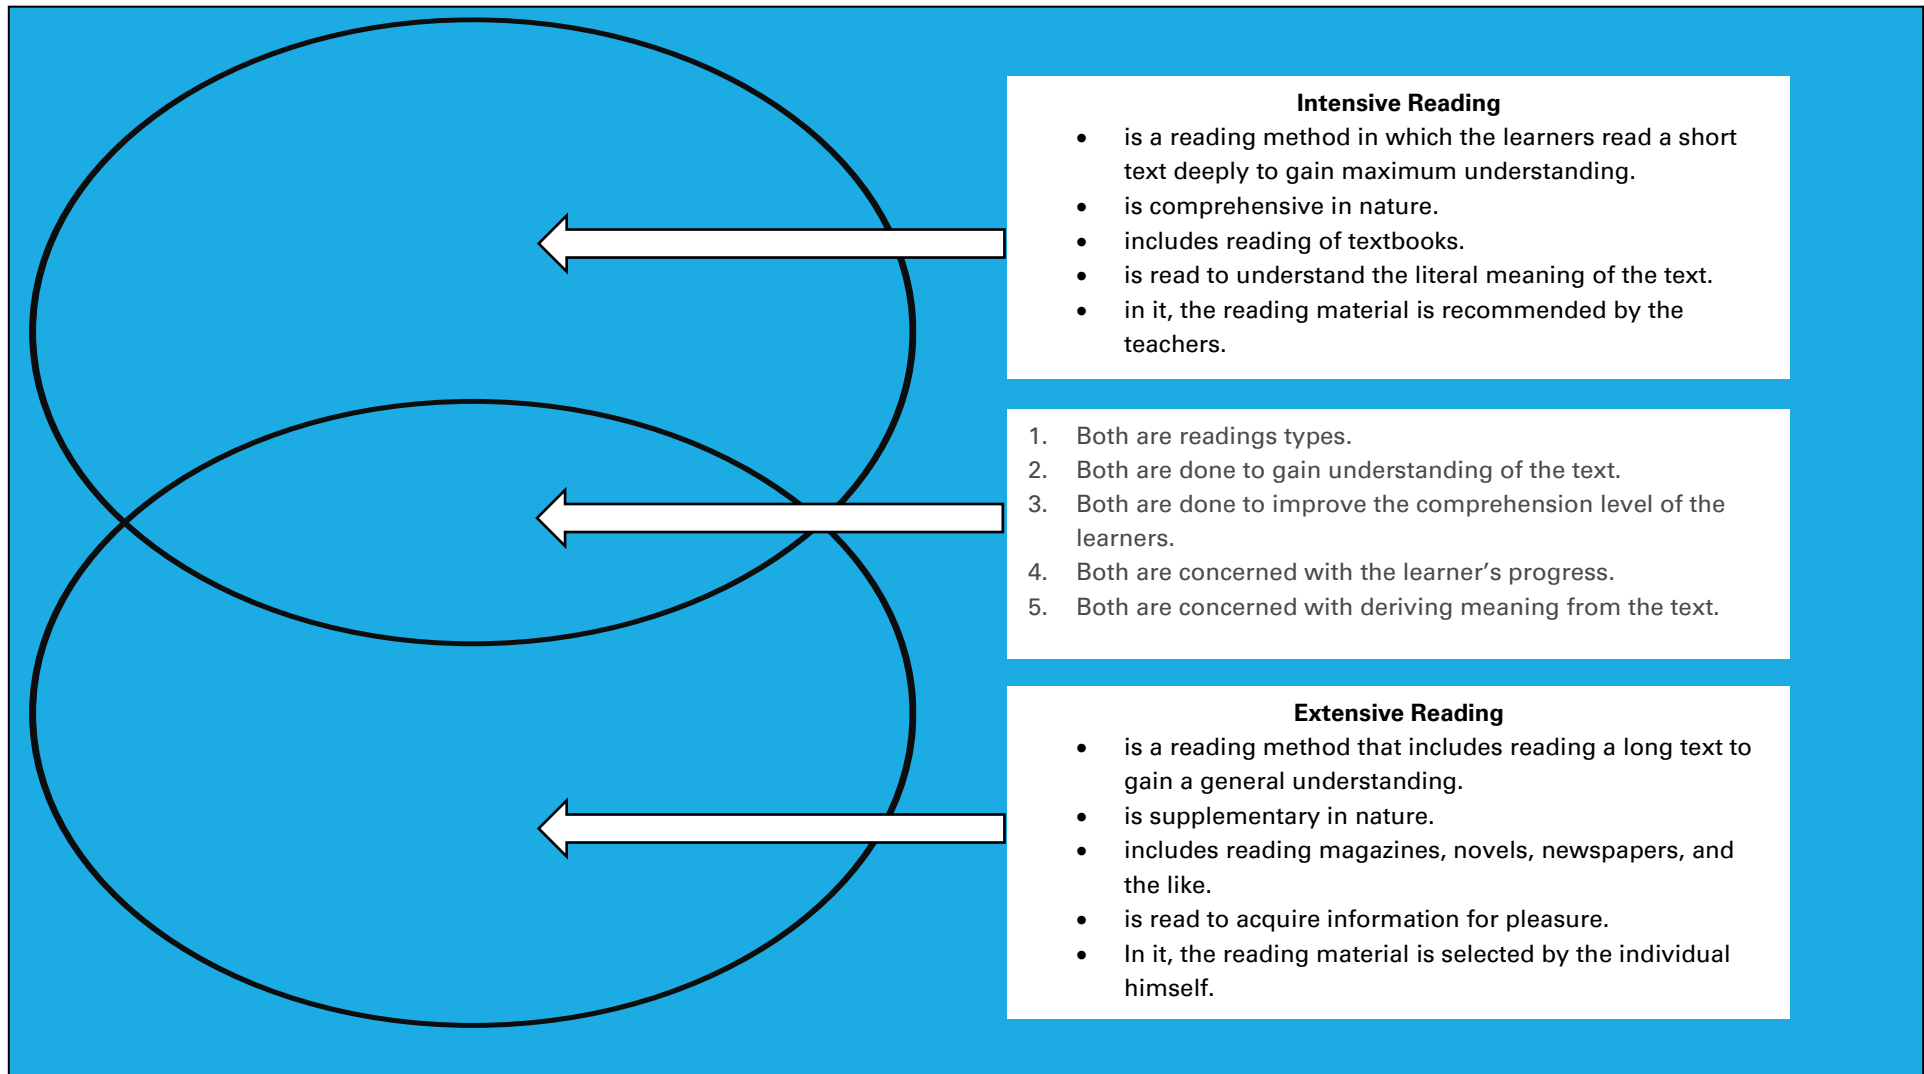 Intensive Reading
• is a reading method in which the learners read a short
text deeply to gain maximum understanding.
• is comprehensive in nature.
• includes reading of textbooks.
• is read to understand the literal meaning of the text.
• in it, the reading material is recommended by the
teachers.
1. Both are readings types.
2. Both are done to gain understanding of the text.
3. Both are done to improve the comprehension level of the
learners.
4. Both are concerned with the learner’s progress.
5. Both are concerned with deriving meaning from the text.
Extensive Reading
• is a reading method that includes reading a long text to
gain a general understanding.
• is supplementary in nature.
• includes reading magazines, novels, newspapers, and
the like.
• is read to acquire information for pleasure.
• In it, the reading material is selected by the individual
himself.